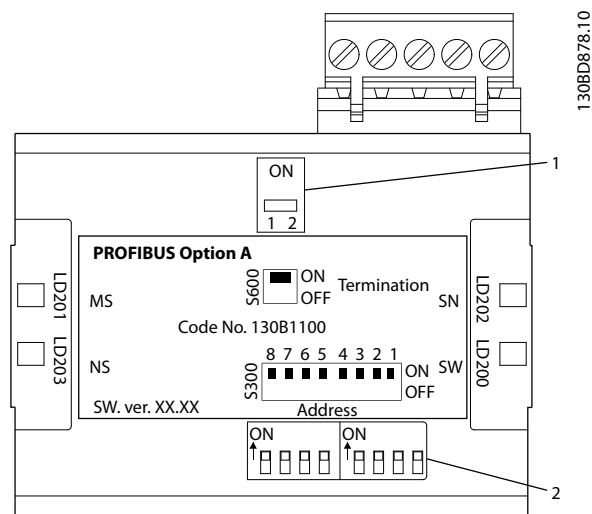 130BD878.10
1
ON
1 2
PROFIBUS Option A
S600
ON
OFF
Termination
LD201
MS
SN
LD202
Code No. 130B1100
LD203
NS
S300
8 7 6 5 4 3 2 1
ON
OFF
SW
LD200
SW. ver. XX.XX
Address
ON
ON
2